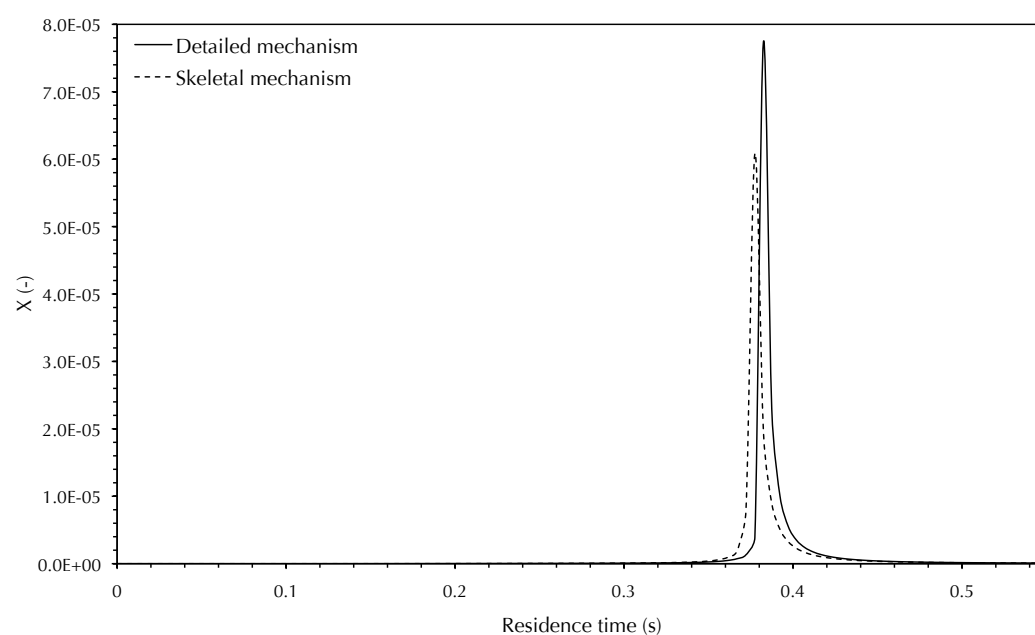 8.0E-05
Detailed mechanism
Skeletal mechanism
7.0E-05
6.0E-05
5.0E-05
4.0E-05
X (-)
3.0E-05
2.0E-05
1.0E-05
0.0E+00
0 0.1 0.2 0.3 0.4 0.5
Residence time (s)